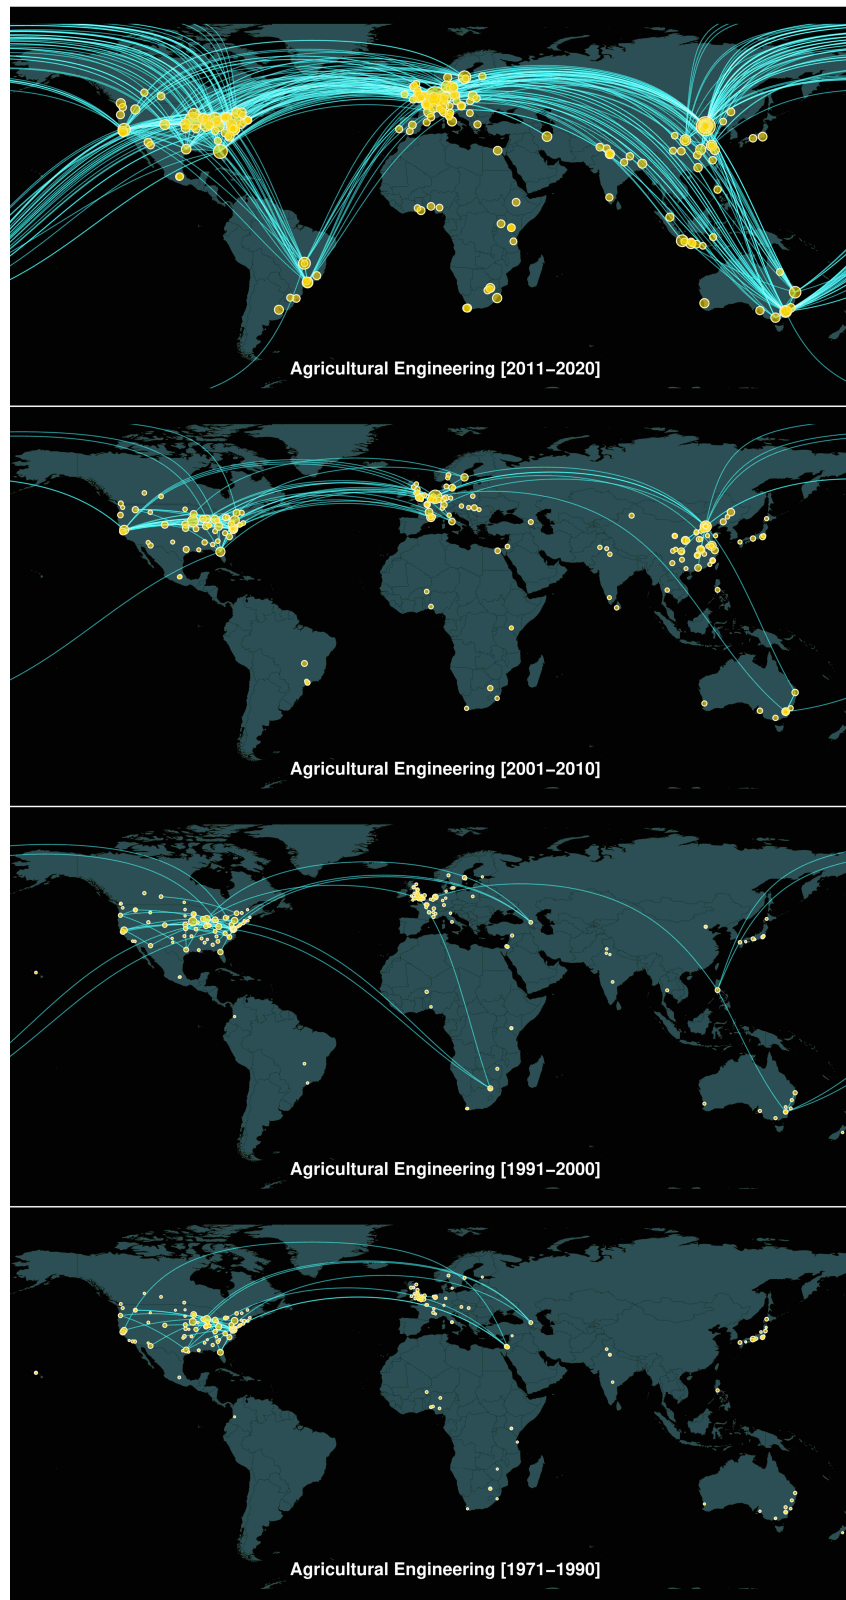 Agricultural Engineering [2011−2020]
Agricultural Engineering [2001−2010]
Agricultural Engineering [1991−2000]
Agricultural Engineering [1971−1990]